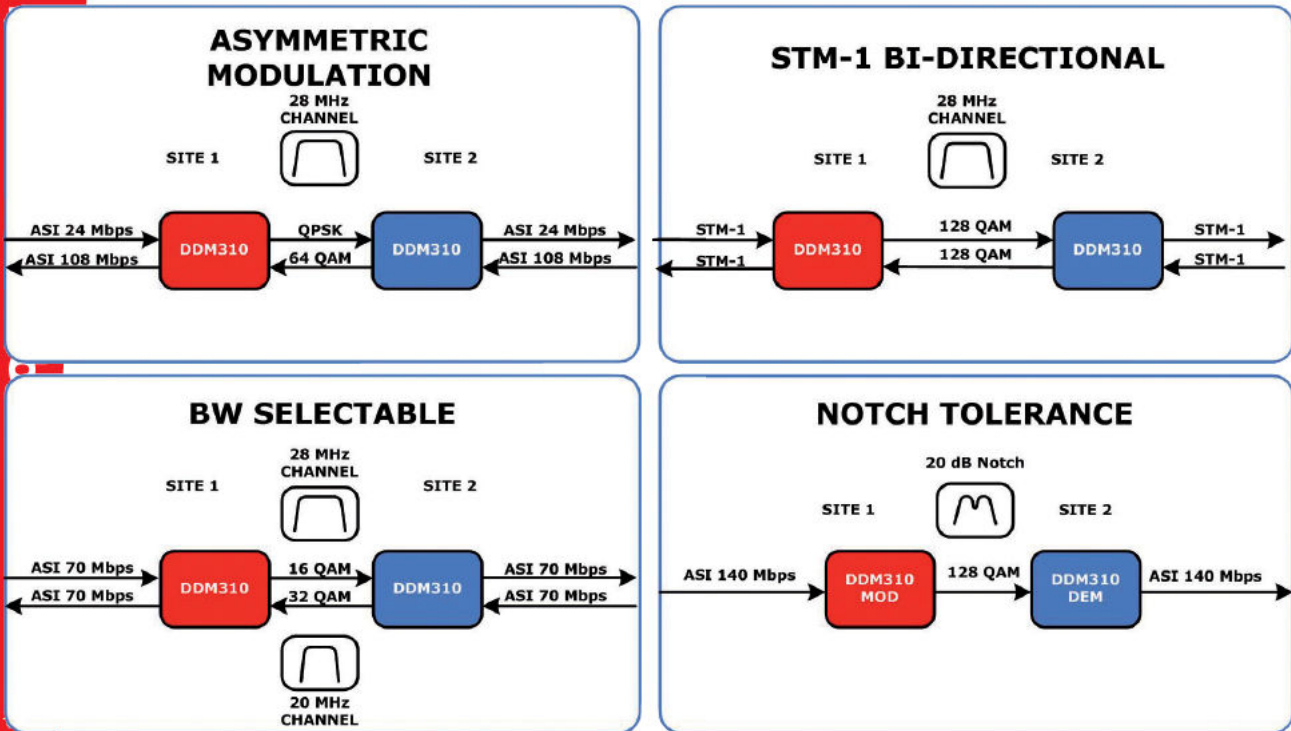 ASYMMETRIC
MODULATION
28 MHz
CHANNEL
SITE 1
SITE 2
ASI 24 Mbps
DDM310
QPSK
DDM310
ASI 24 Mbps
ASI 108 Mbps
64 QAM
ASI 108 Mbps
STM-1 BI-DIRECTIONAL
28 MHz
CHANNEL
SITE 1
SITE 2
STM-1
DDM310
128 QAM
DDM310
STM-1
STM-1
128 QAM
STM-1
BW SELECTABLE
28 MHz
CHANNEL
SITE 1
SITE 2
ASI 70 Mbps
DDM310
16 QAM
DDM310
ASI 70 Mbps
ASI 70 Mbps
32 QAM
ASI 70 Mbps
20 MHz
CHANNEL
NOTCH TOLERANCE
20 dB Notch
SITE 1
SITE 2
ASI 140 Mbps
DDM310
MOD
128 QAM
DDM310
DEM
ASI 140 Mbps